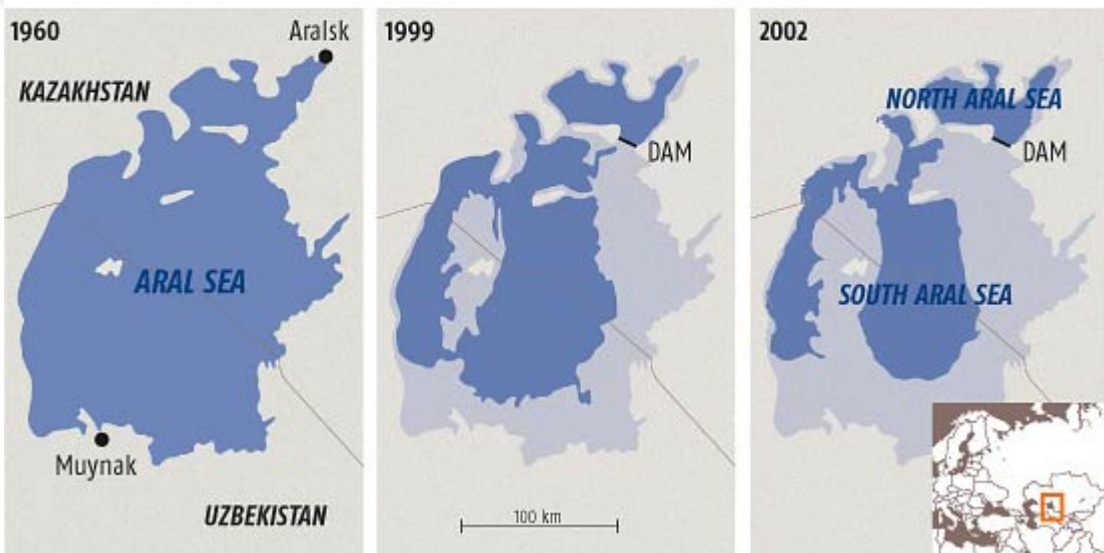 1960
Aralsk
KAZAKHSTAN
ARAL SEA
Muynak
UZBEKISTAN
1999
DAM
100 km
2002
NORTH ARAL SEA
DAM
SOUTH ARAL SEA